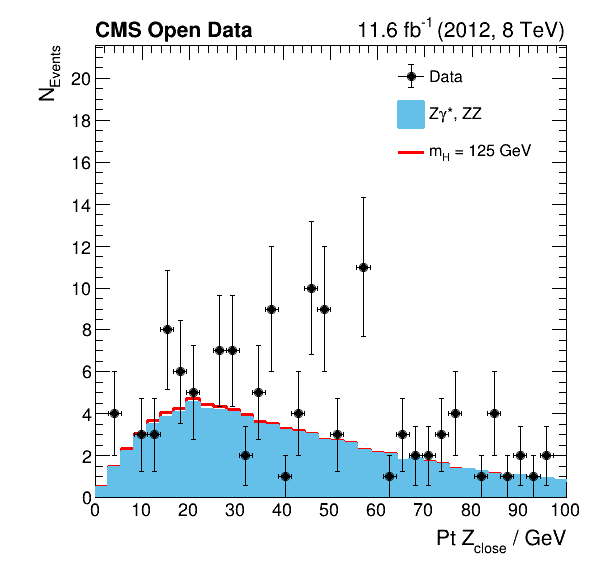 CMS Open Data 11.6 fb-1 (2012, 8 TeV)
NEvents
20
18
16
14
12
10
8
6
4
2
0
Data
Zγ*, ZZ
mH = 125 GeV
0 10 20 30 40 50 60 70 80 90 100
Pt Zclose / GeV